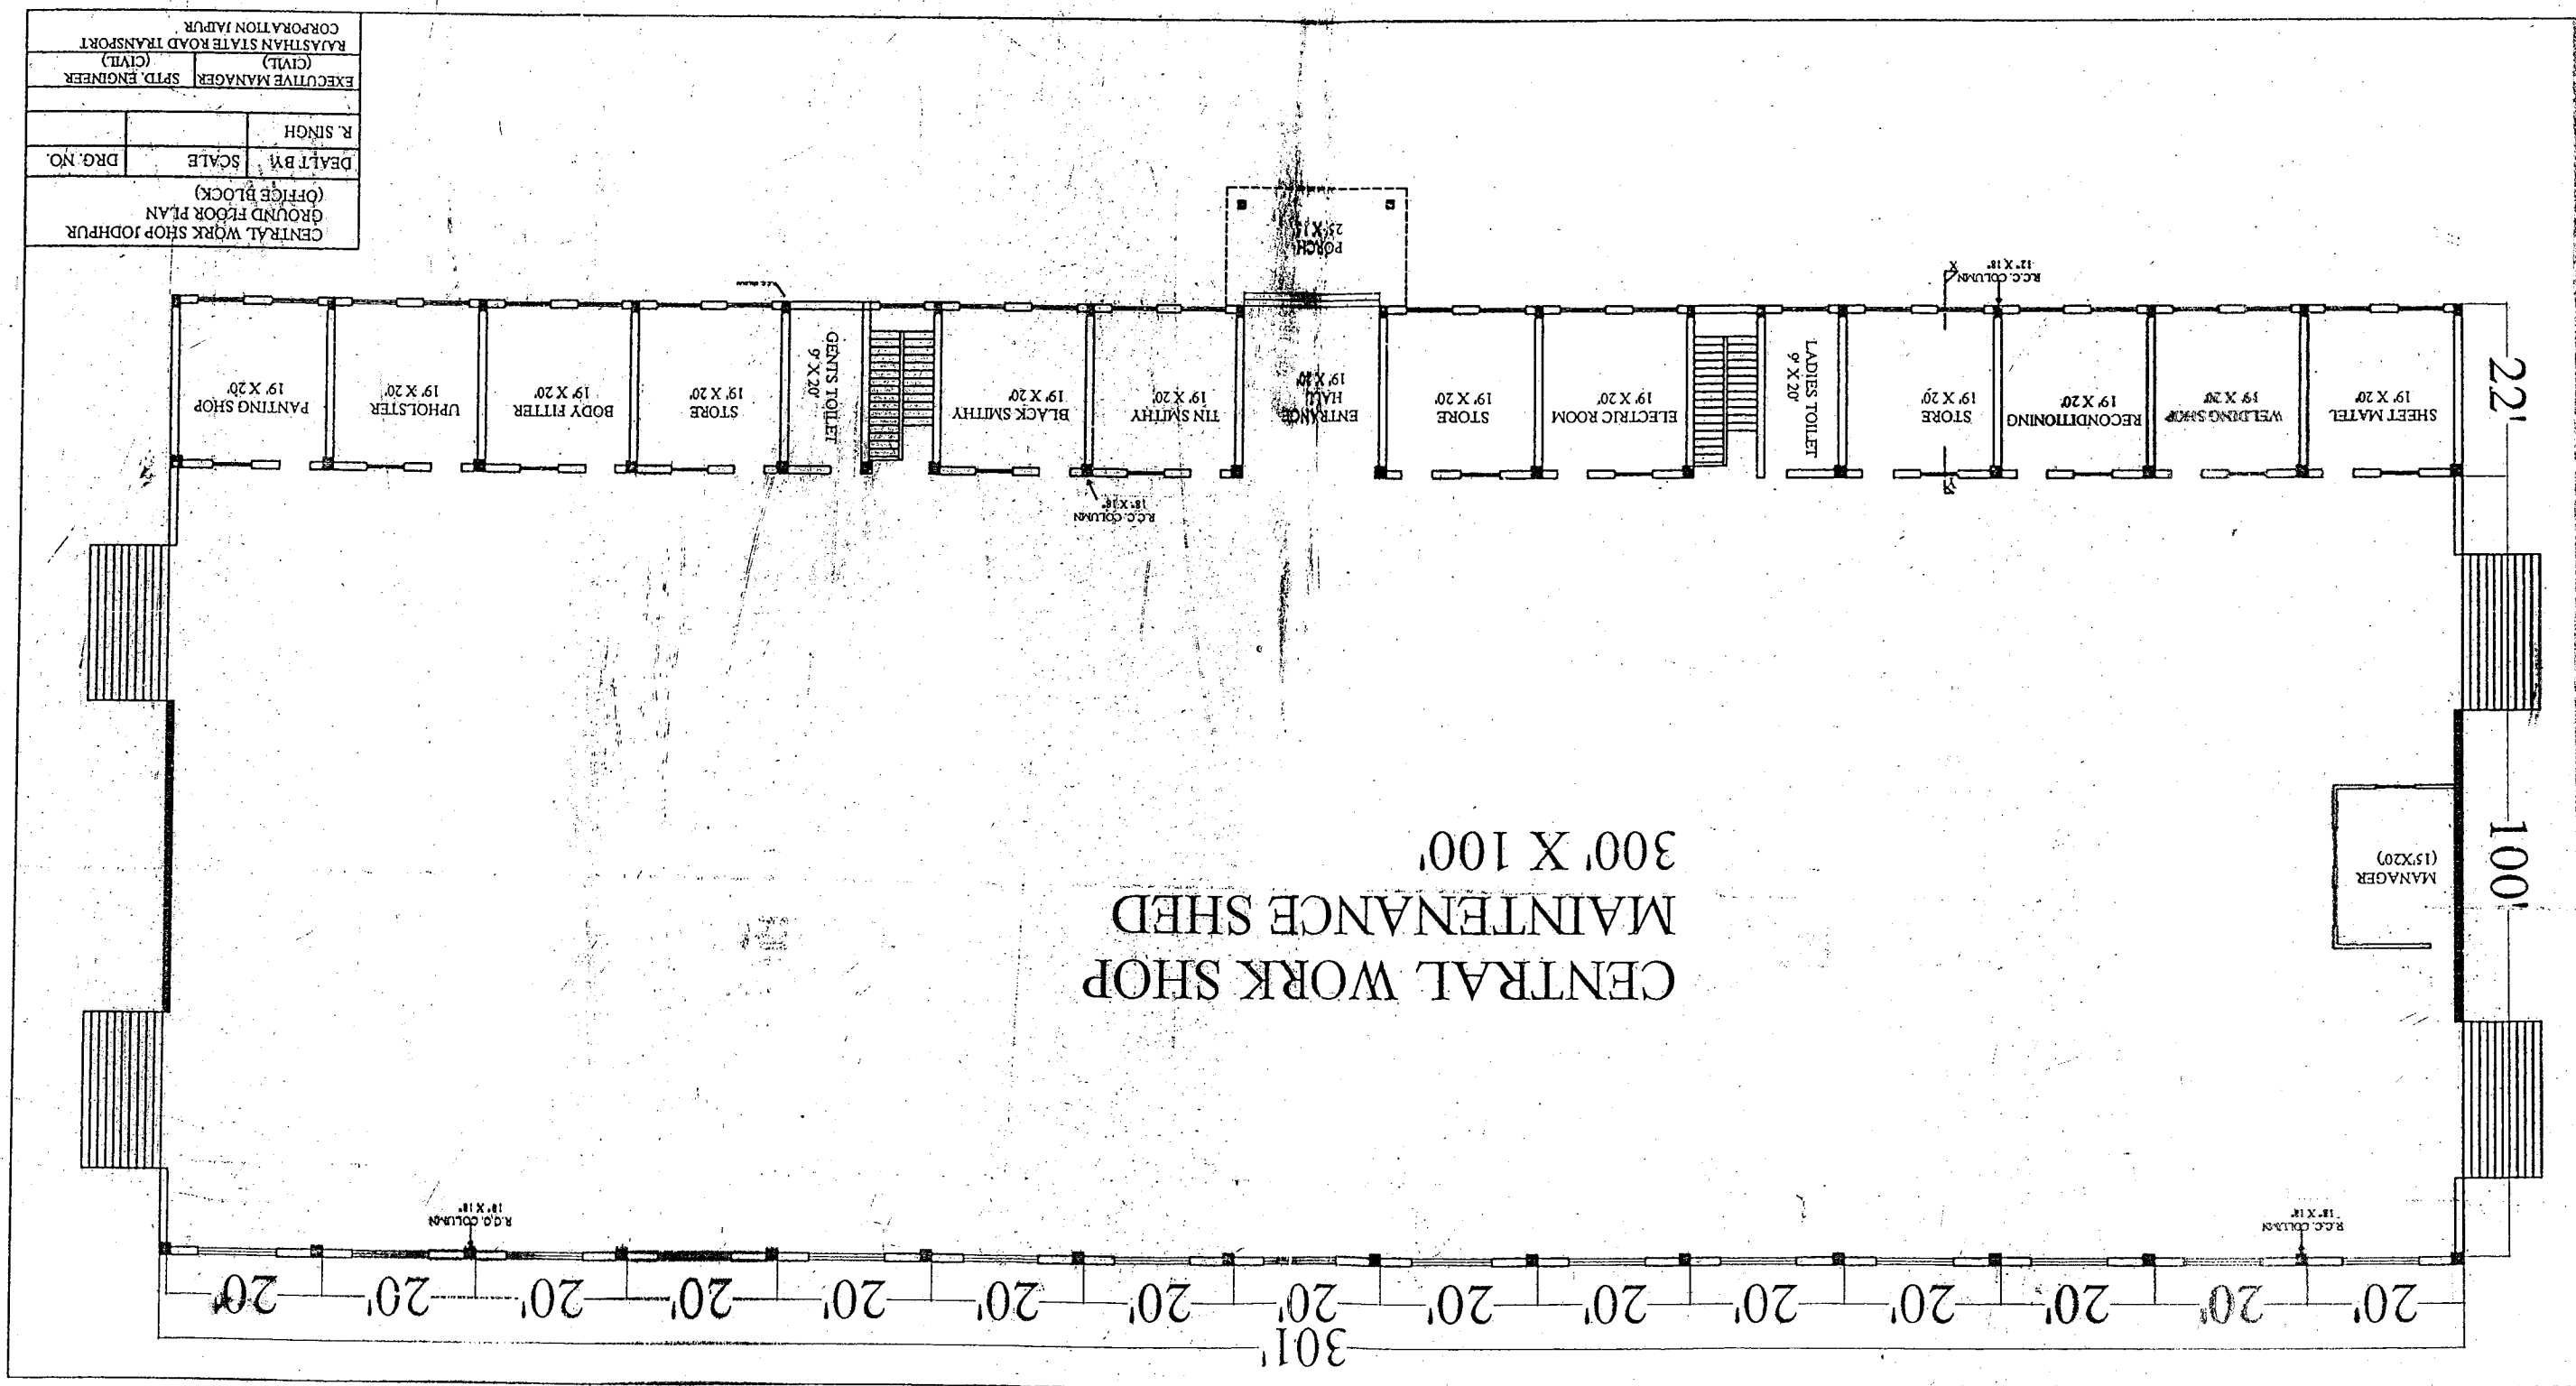 301'
20' 20' 20' 20' 20' 20' 20' 20' 20' 20' 20' 20' 20' 20' 20'
R.C.C. COLUMN
18" X 18"
R.C.C. COLUMN
18" X 18"
CENTRAL WORK SHOP
MAINTENANCE SHED
300' X 100'
MANAGER
(15'X20')
100'
R.C.C. COLUMN
18" X 18"
SHEET MATEL
19' X 20'
WELDING SHOP
19' X 20'
RECONDITIONING
19' X 20'
STORE
19' X 20'
LADIES TOILET
9' X 20'
ELECTRIC ROOM
19' X 20'
STORE
19' X 20'
ENTRANCE
HALL
19' X 20'
TIN SMITHY
19' X 20'
BLACK SMITHY
19' X 20'
GENTS TOILET
9' X 20'
STORE
19' X 20'
BODY FITTER
19' X 20'
UPHOLSTER
19' X 20'
PANTING SHOP
19' X 20'
22'
R.C.C. COLUMN
12" X 18"
X
PORCH
CENTRAL WORK SHOP JODHPUR
GROUND FLOOR PLAN
(OFFICE BLOCK)
DEALT BY SCALE DRG. NO.
R. SINGH
EXECUTIVE MANAGER SPTD. ENGINEER
(CIVIL) (CIVIL)
RAJASTHAN STATE ROAD TRANSPORT
CORPORATION JAIPUR